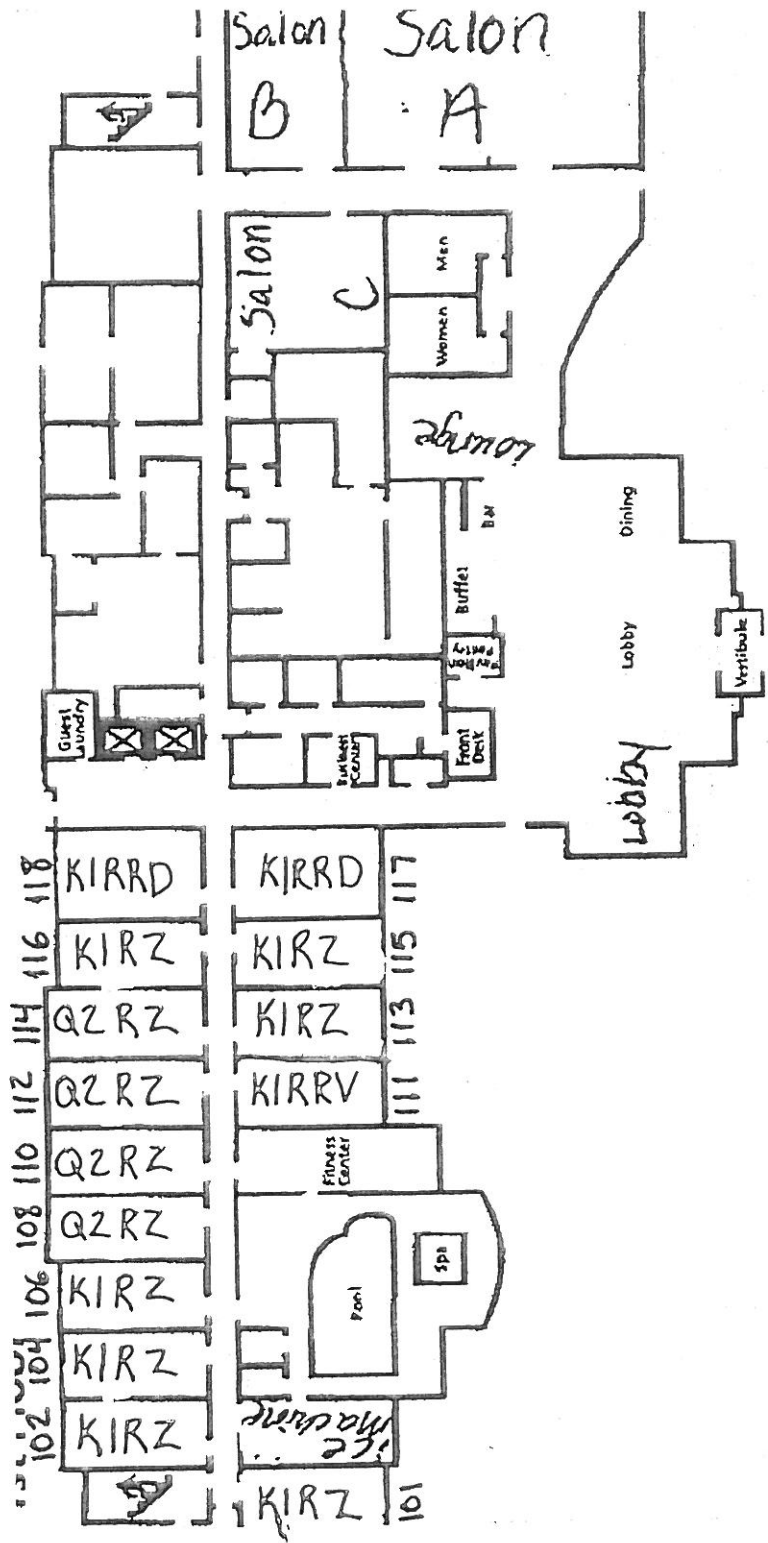 Salon
B
Salon
A
Salon
C
Men
Women
Lounge
Bar
Buffet
Dining
Lobby
Vestibule
Guest
Laundry
Business
Center
Front
Desk
Lobby
118
KIRRD
KIRRD
117
116
KIRZ
KIRZ
115
114
Q2RZ
KIRZ
113
112
Q2RZ
KIRRV
111
110
Q2RZ
Fitness
Center
108
Q2RZ
Spa
106
KIRZ
Pool
104
KIRZ
102
KIRZ
ice
machine
KIRZ
101